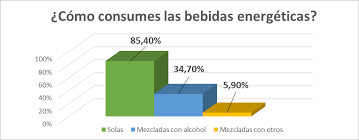 ¿Cómo consumes las bebidas energéticas?
85,40%
34,70%
5,90%
100%
80%
60%
40%
20%
0%
Solas
Mezcladas con alcohol
Mezcladas con otros